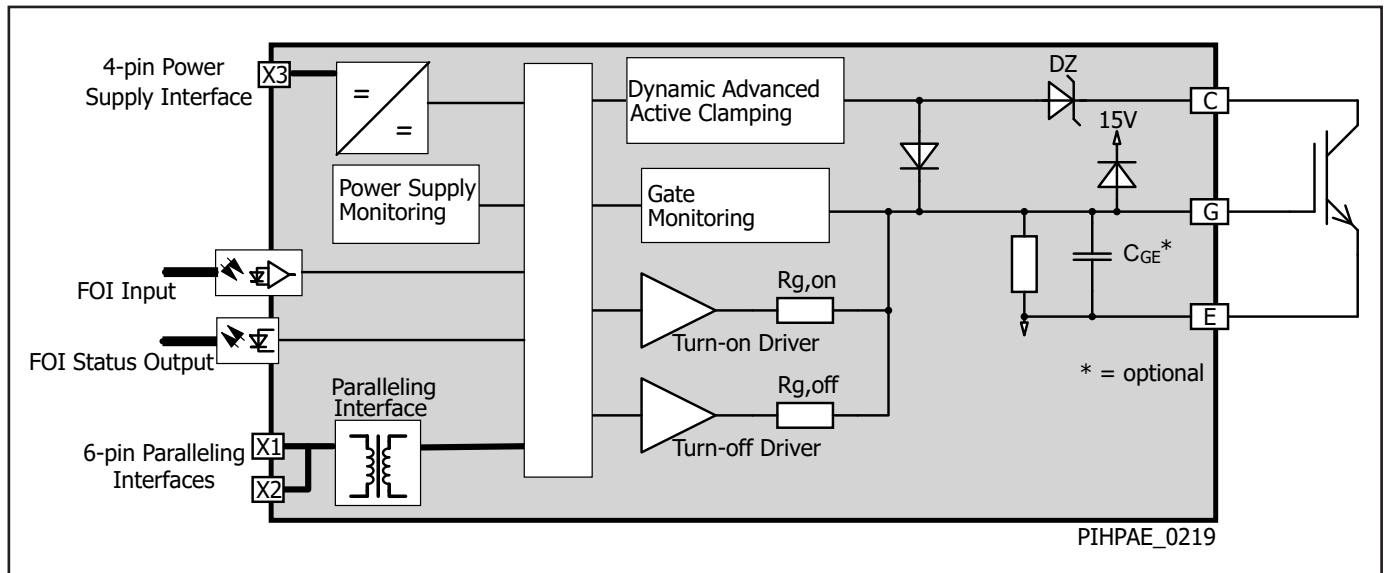 4-pin Power
Supply Interface
X3
=
=
Power Supply
Monitoring
Dynamic Advanced
Active Clamping
DZ
C
15V
Gate
Monitoring
G
CGE*
FOI Input
Rg,on
Turn-on Driver
E
FOI Status Output
Rg,off
Turn-off Driver
* = optional
Paralleling
Interface
6-pin Paralleling
Interfaces
X1
X2
PIHPAE_0219